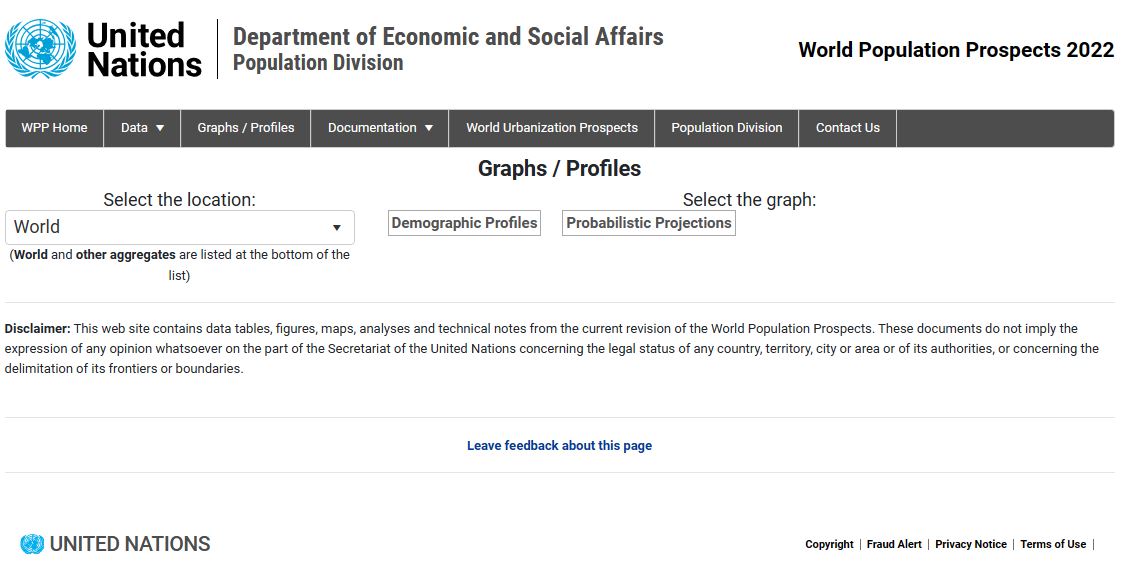 United
Nations
Department of Economic and Social Affairs
Population Division
World Population Prospects 2022
WPP Home
Data ▼
Graphs / Profiles
Documentation ▼
World Urbanization Prospects
Population Division
Contact Us
Graphs / Profiles
Select the location:
World ▼
(World and other aggregates are listed at the bottom of the
list)
Select the graph:
Demographic Profiles
Probabilistic Projections
Disclaimer: This web site contains data tables, figures, maps, analyses and technical notes from the current revision of the World Population Prospects. These documents do not imply the
expression of any opinion whatsoever on the part of the Secretariat of the United Nations concerning the legal status of any country, territory, city or area or of its authorities, or concerning the
delimitation of its frontiers or boundaries.
Leave feedback about this page
UNITED NATIONS
Copyright | Fraud Alert | Privacy Notice | Terms of Use |